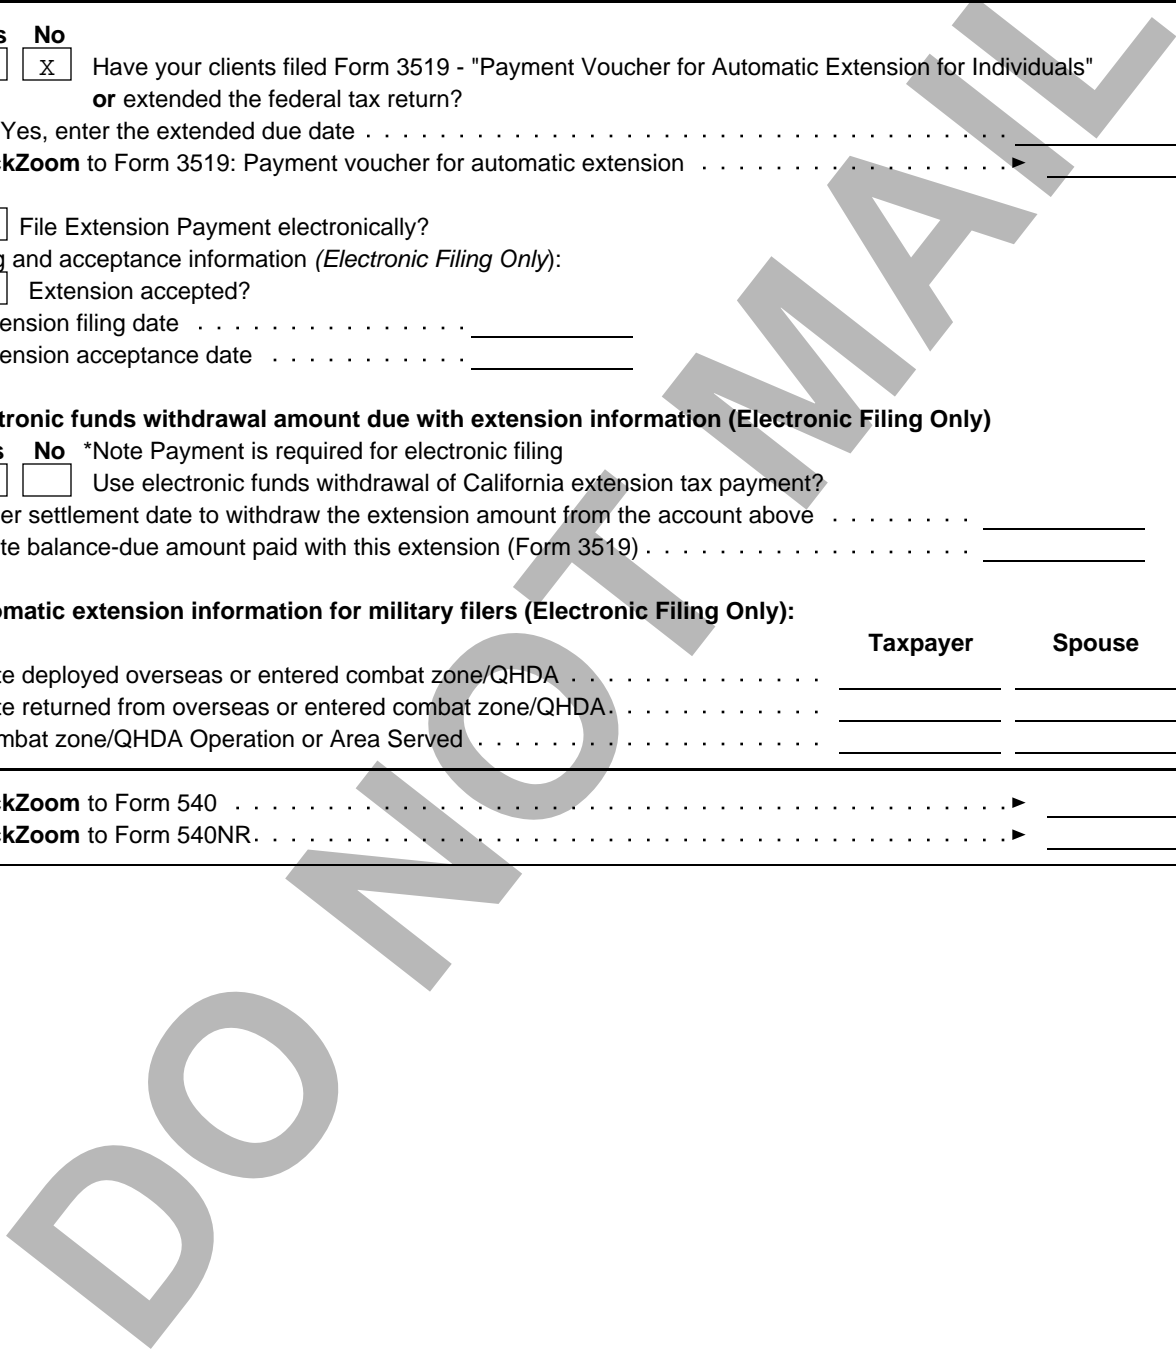 s No
X Have your clients filed Form 3519 - "Payment Voucher for Automatic Extension for Individuals"
or extended the federal tax return?
Yes, enter the extended due date . . . . . . . . . . . . . . . . . . . . . . . . . . . . . . . . . . . .
kZoom to Form 3519: Payment voucher for automatic extension . . . . . . . . . . . . . . . . . ►
File Extension Payment electronically?
g and acceptance information (Electronic Filing Only):
Extension accepted?
ension filing date . . . . . . . . . . . . . . .
ension acceptance date . . . . . . . . . . .
tronic funds withdrawal amount due with extension information (Electronic Filing Only)
s No *Note Payment is required for electronic filing
Use electronic funds withdrawal of California extension tax payment?
er settlement date to withdraw the extension amount from the account above . . . . . . . .
te balance-due amount paid with this extension (Form 3519) . . . . . . . . . . . . . . . . . .
omatic extension information for military filers (Electronic Filing Only):
Taxpayer Spouse
te deployed overseas or entered combat zone/QHDA . . . . . . . . . . . . . .
te returned from overseas or entered combat zone/QHDA. . . . . . . . . . . .
mbat zone/QHDA Operation or Area Served . . . . . . . . . . . . . . . . . . .
kZoom to Form 540 . . . . . . . . . . . . . . . . . . . . . . . . . . . . . . . . . . . . . . . . . . ►
kZoom to Form 540NR. . . . . . . . . . . . . . . . . . . . . . . . . . . . . . . . . . . . . . . . . ►
DO NOT MAIL